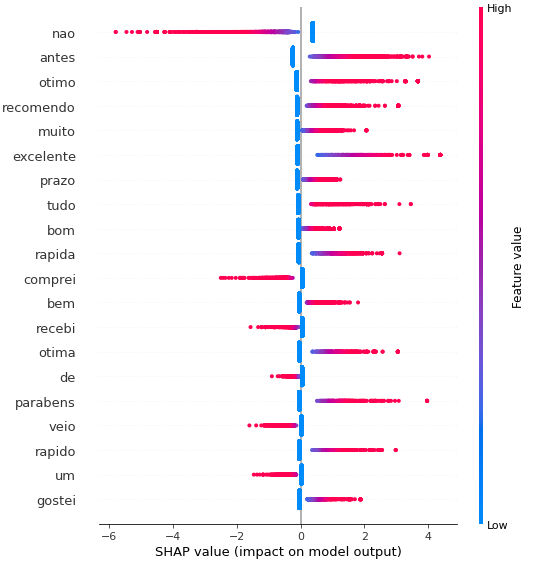 High
nao
antes
otimo
recomendo
muito
excelente
prazo
tudo
bom
rapida
comprei
bem
recebi
otima
de
parabens
veio
rapido
um
gostei
Feature value
Low
−6 −4 −2 0 2 4
SHAP value (impact on model output)